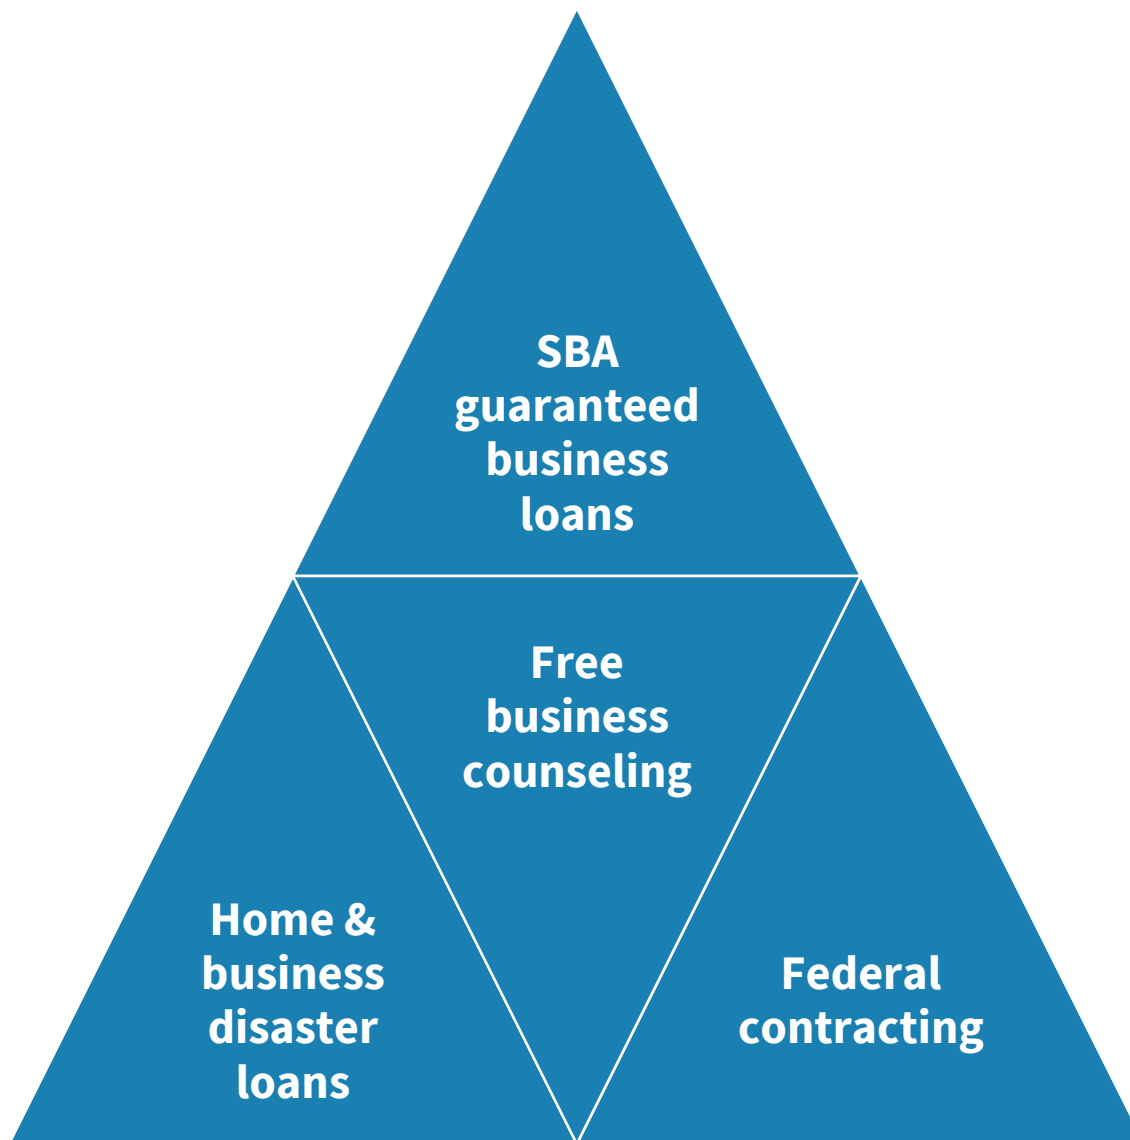 SBA
guaranteed
business
loans
Free
business
counseling
Home &
business
disaster
loans
Federal
contracting